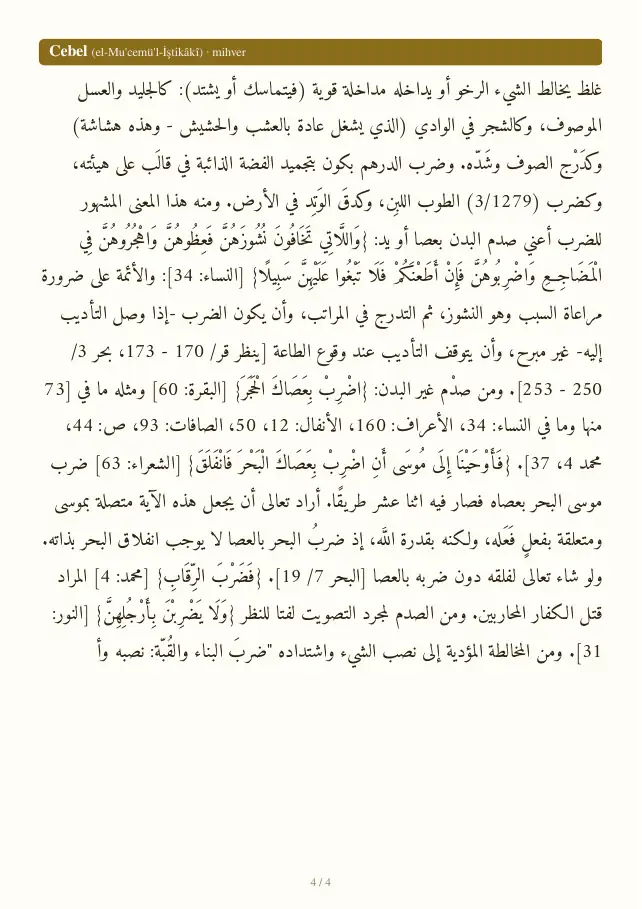 Cebel (el-Mu'cemü'l-İştikâkî) · mihver
غلظ يخالط الشيء الرخو أو يداخله مداخلة قوية (فيتماسك أو يشتد): كالجليد والعسل
الموصوف، وكالشجر في الوادي (الذي يشغل عادة بالعشب والحشيش - وهذه هشاشة)
وكدَرْج الصوف وشَدّه. وضرب الدرهم يكون بتجميد الفضة الذائبة في قالَب على هيئته،
وكضرب (3/1279) الطوب اللبِن، وكدقّ الوَتِد في الأرض. ومنه هذا المعنى المشهور
للضرب أعني صدم البدن بعصا أو يد: {وَاللَّاتِي تَخَافُونَ نُشُوزَهُنَّ فَعِظُوهُنَّ وَاهْجُرُوهُنَّ فِي
الْمَضَاجِعِ وَاضْرِبُوهُنَّ فَإِنْ أَطَعْنَكُمْ فَلَا تَبْغُوا عَلَيْهِنَّ سَبِيلًا} [النساء: 34]: والأئمة على ضرورة
مراعاة السبب وهو النشوز، ثم التدرج في المراتب، وأن يكون الضرب -إذا وصل التأديب
إليه- غير مبرح، وأن يتوقف التأديب عند وقوع الطاعة [ينظر قر/ 170 - 173، بحر 3/
250 - 253]. ومن صدْم غير البدن: {اضْرِبْ بِعَصَاكَ الْحَجَرَ} [البقرة: 60] ومثله ما في [73
منها وما في النساء: 34، الأعراف: 160، الأنفال: 12، 50، الصافات: 93، ص: 44،
محمد 4، 37]. {فَأَوْحَيْنَا إِلَى مُوسَى أَنِ اضْرِبْ بِعَصَاكَ الْبَحْرَ فَانْفَلَقَ} [الشعراء: 63] ضرب
موسى البحر بعصاه فصار فيه اثنا عشر طريقًا. أراد تعالى أن يجعل هذه الآية متصلة بموسى
ومتعلقة بفعلٍ فَعَله، ولكنه بقدرة اللَّه، إذ ضربُ البحر بالعصا لا يوجب انفلاق البحر بذاته.
ولو شاء تعالى لفلقه دون ضربه بالعصا [البحر 7/ 19]. {فَضَرْبَ الرِّقَابِ} [محمد: 4] المراد
قتل الكفار المحاربين. ومن الصدم لمجرد التصويت لفتا للنظر {وَلَا يَضْرِبْنَ بِأَرْجُلِهِنَّ} [النور:
31]. ومن المخالطة المؤدية إلى نصب الشيء واشتداده "ضربَ البناء والقُبّة: نصبه وأ
4 / 4